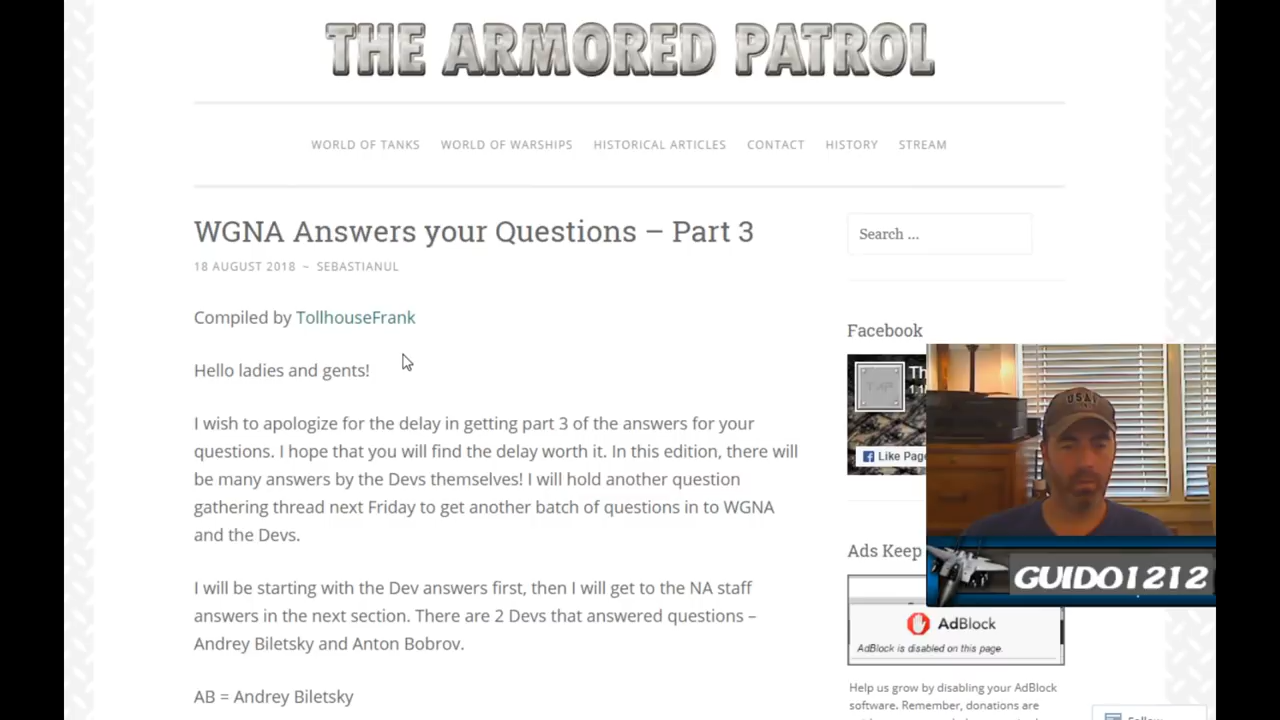 THE ARMORED PATROL
WORLD OF TANKS WORLD OF WARSHIPS HISTORICAL ARTICLES CONTACT HISTORY STREAM
WGNA Answers your Questions – Part 3
18 AUGUST 2018 ~ SEBASTIANUL
Compiled by TollhouseFrank
Hello ladies and gents!
I wish to apologize for the delay in getting part 3 of the answers for your
questions. I hope that you will find the delay worth it. In this edition, there will
be many answers by the Devs themselves! I will hold another question
gathering thread next Friday to get another batch of questions in to WGNA
and the Devs.
I will be starting with the Dev answers first, then I will get to the NA staff
answers in the next section. There are 2 Devs that answered questions –
Andrey Biletsky and Anton Bobrov.
AB = Andrey Biletsky
Search ...
Facebook
TAP
Th
Like Page
USAF
GUIDO1212
Ads Keep
AdBlock
AdBlock is disabled on this page.
Help us grow by disabling your AdBlock
software. Remember, donations are